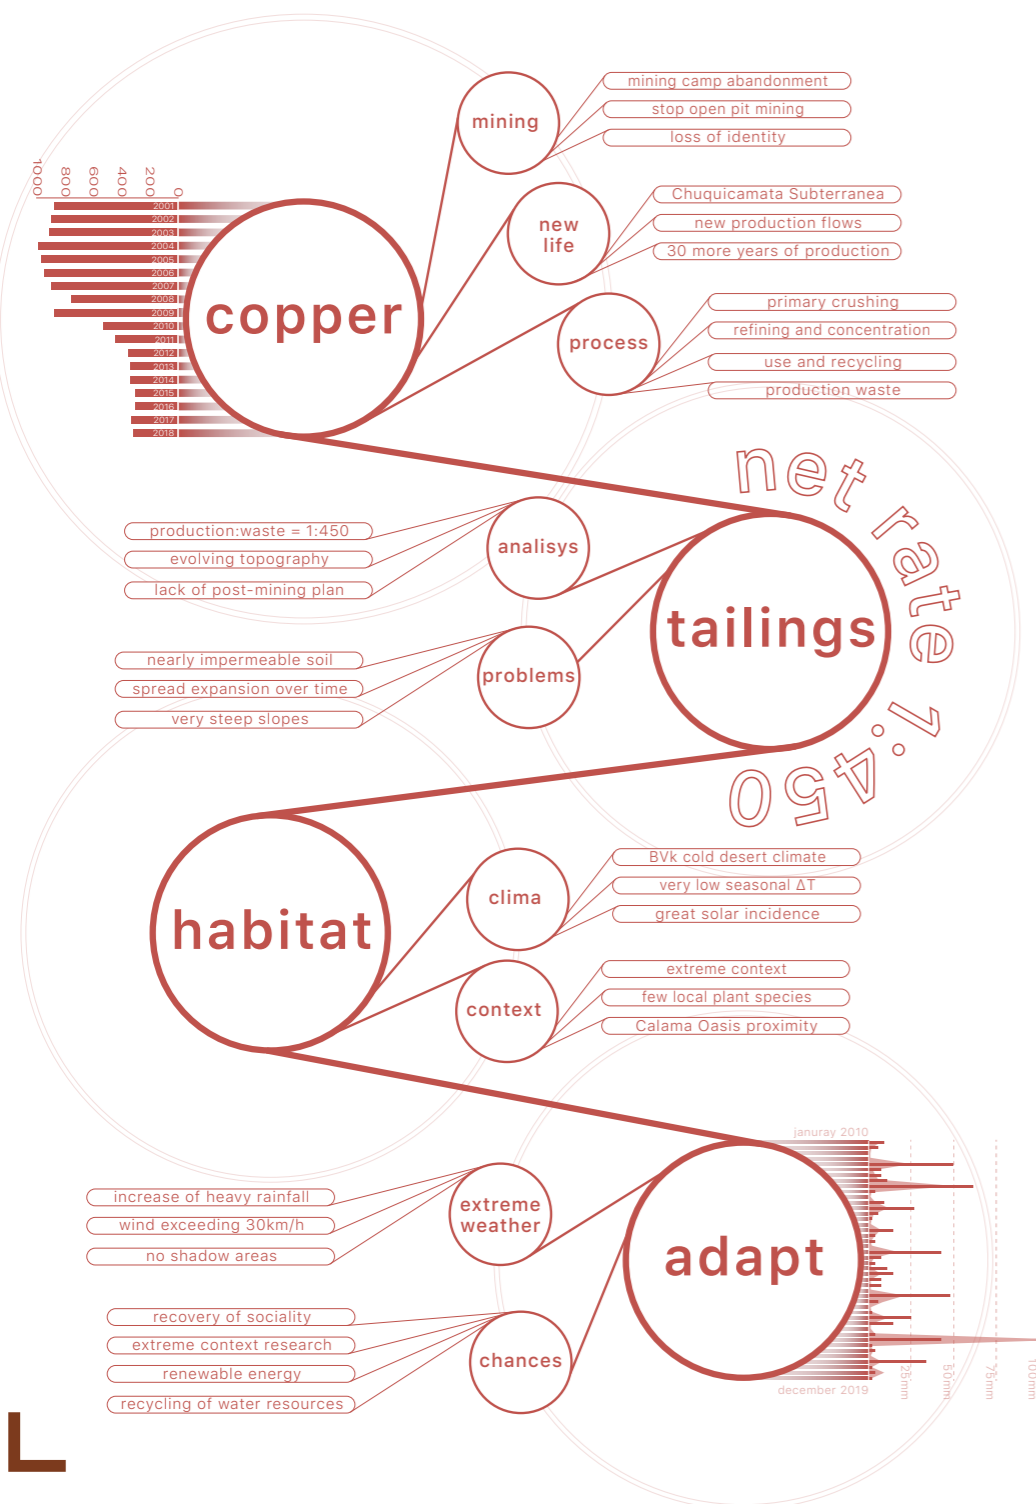 mining
mining camp abandonment
stop open pit mining
loss of identity
new
life
Chuquicamata Subterranea
new production flows
30 more years of production
process
primary crushing
refining and concentration
use and recycling
production waste
1000
800
600
400
200
0
2001
2002
2003
2004
2005
2006
2007
2008
2009
2010
2011
2012
2013
2014
2015
2016
2017
2018
copper
net rate 1:450
analisys
production:waste = 1:450
evolving topography
lack of post-mining plan
tailings
problems
nearly impermeable soil
spread expansion over time
very steep slopes
habitat
clima
BVk cold desert climate
very low seasonal ΔT
great solar incidence
context
extreme context
few local plant species
Calama Oasis proximity
januray 2010
extreme
weather
increase of heavy rainfall
wind exceeding 30km/h
no shadow areas
adapt
chances
recovery of sociality
extreme context research
renewable energy
recycling of water resources
25mm
50mm
75mm
100mm
december 2019